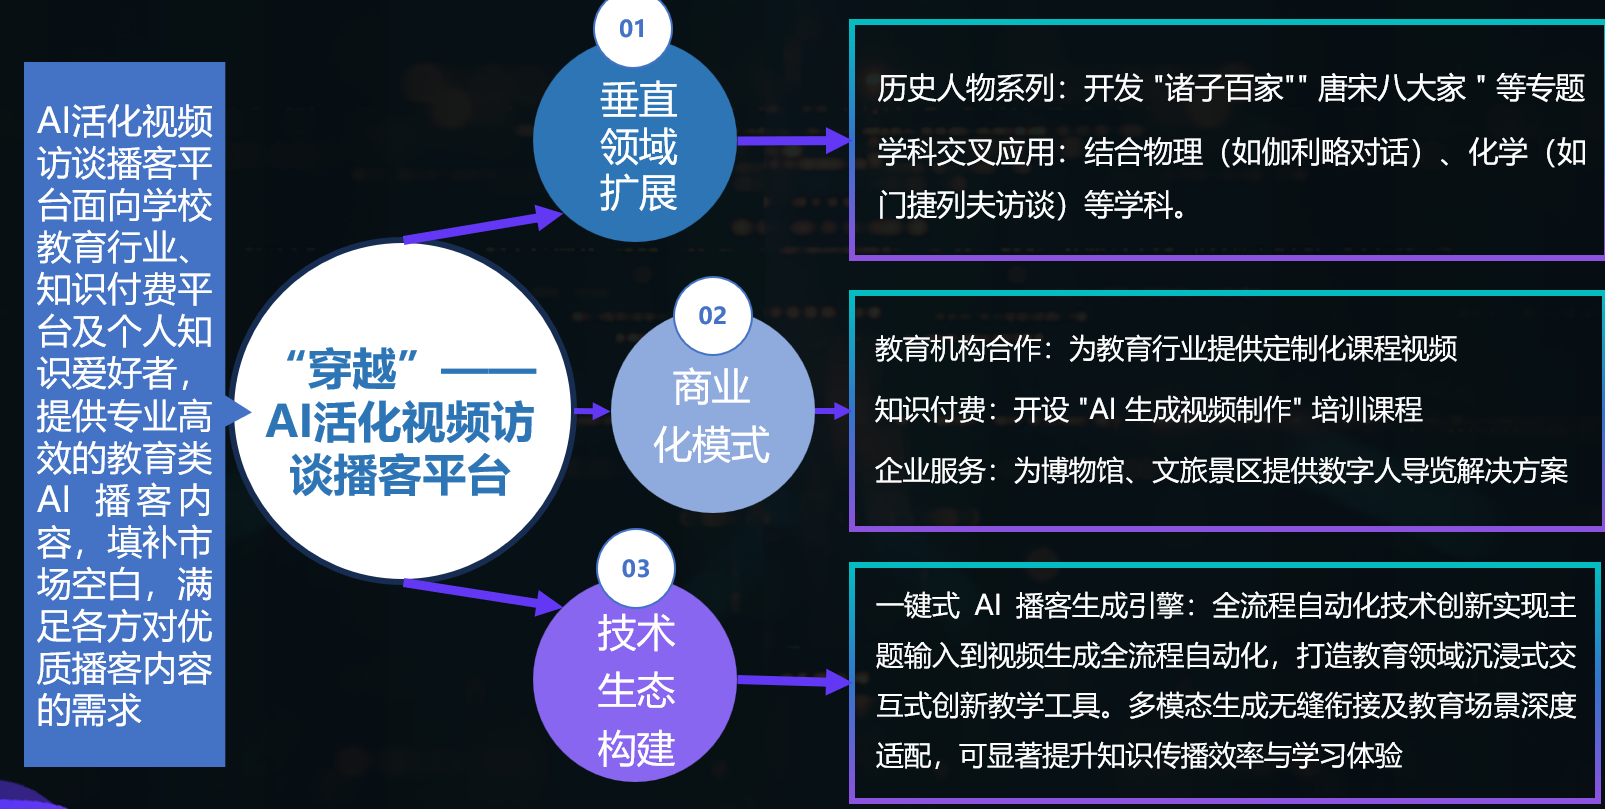 AI活化视频
访谈播客平
台面向学校
教育行业、
知识付费平
台及个人知
识爱好者，
提供专业高
效的教育类
AI 播客内
容，填补市
场空白，满
足各方对优
质播客内容
的需求
“穿越”——
AI活化视频访
谈播客平台
01
垂直
领域
扩展
历史人物系列：开发 "诸子百家"" 唐宋八大家 " 等专题
学科交叉应用：结合物理（如伽利略对话）、化学（如
门捷列夫访谈）等学科。
02
商业
化模式
教育机构合作：为教育行业提供定制化课程视频
知识付费：开设 "AI 生成视频制作" 培训课程
企业服务：为博物馆、文旅景区提供数字人导览解决方案
03
技术
生态
构建
一键式 AI 播客生成引擎：全流程自动化技术创新实现主
题输入到视频生成全流程自动化，打造教育领域沉浸式交
互式创新教学工具。多模态生成无缝衔接及教育场景深度
适配，可显著提升知识传播效率与学习体验